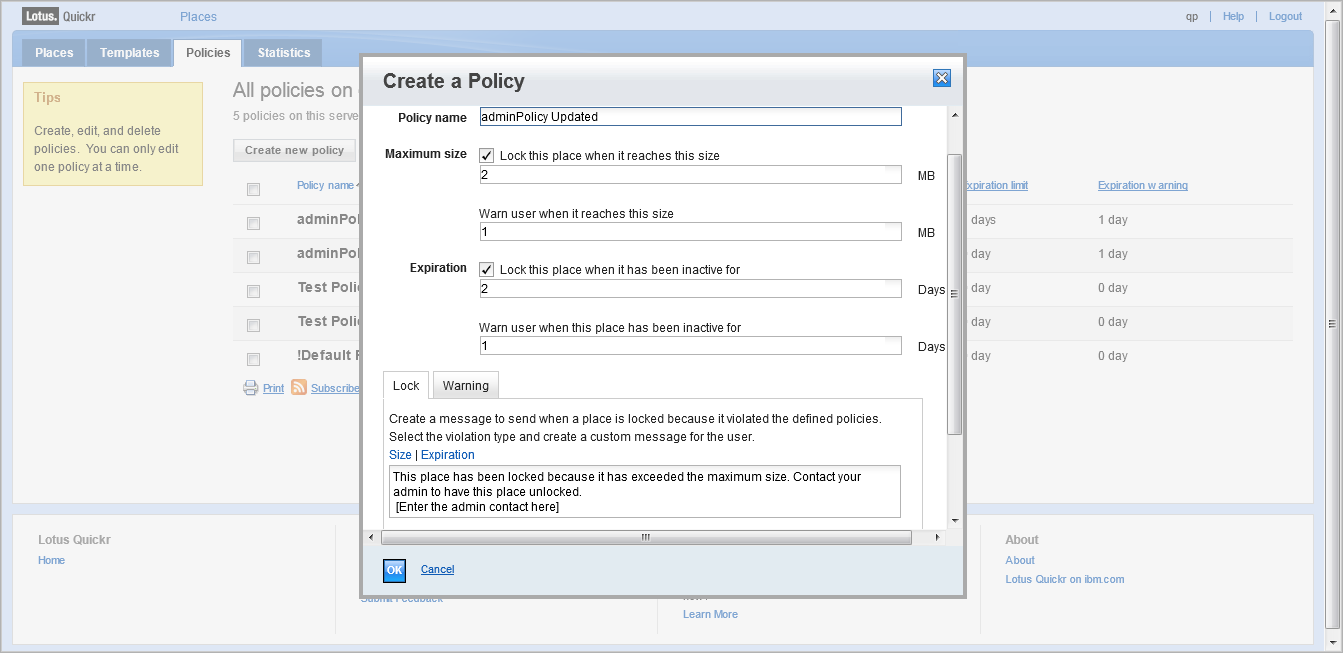 Lotus. Quickr
Places
qp | Help | Logout
Places
Templates
Policies
Statistics
Tips
Create, edit, and delete
policies. You can only edit
one policy at a time.
All policies on
5 policies on this serve
Create new policy
Policy name
Expiration limit
Expiration warning
adminPol
days
1 day
adminPol
day
1 day
Test Polic
day
0 day
Test Polic
day
0 day
!Default P
day
0 day
Print
Subscribe
Create a Policy
Policy name
adminPolicy Updated
Maximum size
Lock this place when it reaches this size
2
MB
Warn user when it reaches this size
1
MB
Expiration
Lock this place when it has been inactive for
2
Days
Warn user when this place has been inactive for
1
Days
Lock
Warning
Create a message to send when a place is locked because it violated the defined policies.
Select the violation type and create a custom message for the user.
Size | Expiration
This place has been locked because it has exceeded the maximum size. Contact your
admin to have this place unlocked.
[Enter the admin contact here]
OK
Cancel
Lotus Quickr
Home
Submit Feedback
Learn More
About
About
Lotus Quickr on ibm.com